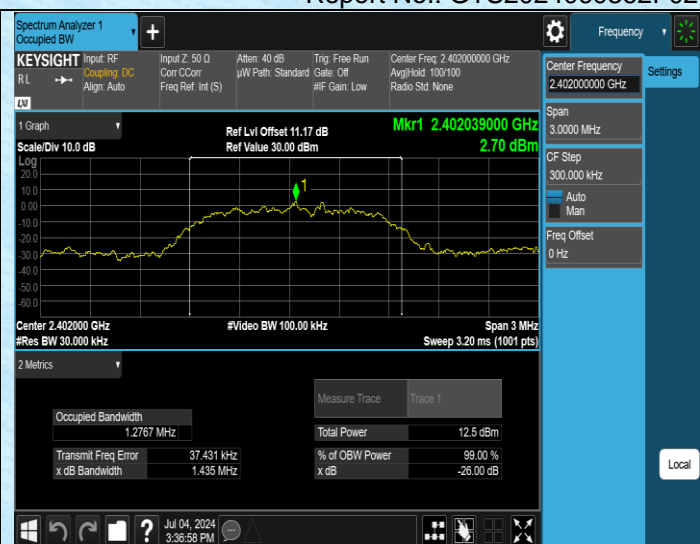 Spectrum Analyzer 1
Occupied BW
Frequency
KEYSIGHT Input: RF Input Z: 50 Ω Atten: 40 dB Trig: Free Run Center Freq: 2.402000000 GHz
RL Coupling: DC Corr CCorr µW Path: Standard Gate: Off Avg|Hold: 100/100
Align: Auto Freq Ref: Int (S) #IF Gain: Low Radio Std: None
LXI
Center Frequency
2.402000000 GHz
Settings
Span
3.0000 MHz
CF Step
300.000 kHz
Auto
Man
Freq Offset
0 Hz
1 Graph
Ref Lvl Offset 11.17 dB
Mkr1 2.402039000 GHz
Scale/Div 10.0 dB Ref Value 30.00 dBm 2.70 dBm
Log
20.0
10.0
1
0.00
-10.0
-20.0
-30.0
-40.0
-50.0
-60.0
Center 2.402000 GHz #Video BW 100.00 kHz Span 3 MHz
#Res BW 30.000 kHz Sweep 3.20 ms (1001 pts)
2 Metrics
Measure Trace Trace 1
Occupied Bandwidth
1.2767 MHz
Total Power 12.5 dBm
Transmit Freq Error 37.431 kHz % of OBW Power 99.00 %
x dB Bandwidth 1.435 MHz x dB -26.00 dB
Local
? Jul 04, 2024
3:36:58 PM